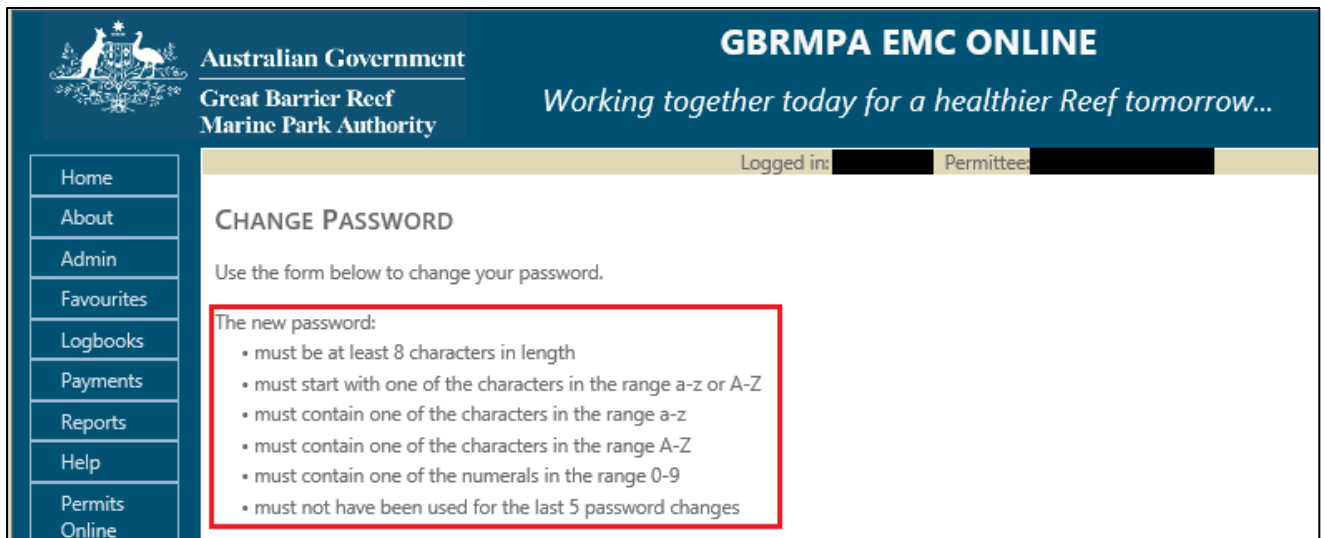 Australian Government
Great Barrier Reef
Marine Park Authority
GBRMPA EMC ONLINE
Working together today for a healthier Reef tomorrow...
Logged in: Permittee:
Home
About
Admin
Favourites
Logbooks
Payments
Reports
Help
Permits
Online
CHANGE PASSWORD
Use the form below to change your password.
The new password:
• must be at least 8 characters in length
• must start with one of the characters in the range a-z or A-Z
• must contain one of the characters in the range a-z
• must contain one of the characters in the range A-Z
• must contain one of the numerals in the range 0-9
• must not have been used for the last 5 password changes